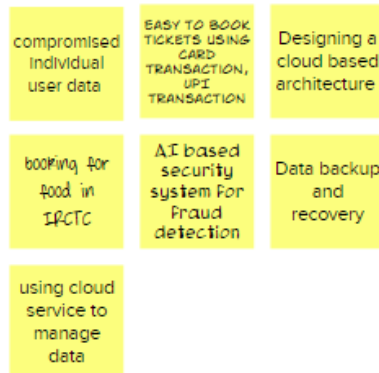 compromised
individual
user data
EASY TO BOOK
TICKETS USING
CARD
TRANSACTION,
UPI
TRANSACTION
Designing a
cloud based
architecture
booking for
food in
IRCTC
AI based
security
system for
fraud
detection
Data backup
and
recovery
using cloud
service to
manage
data